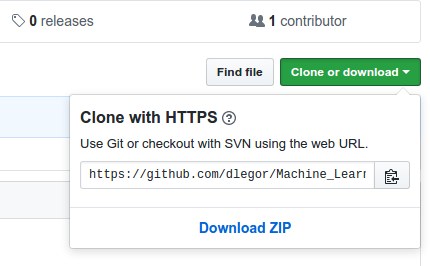 0 releases
1 contributor
Find file
Clone or download
Clone with HTTPS ?
Use Git or checkout with SVN using the web URL.
https://github.com/dlegor/Machine_Learn
Download ZIP